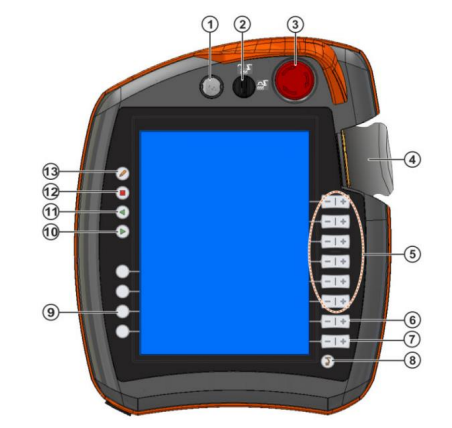 1 2 3
4
13
12
11
10
9
- | +
- | +
- | +
- | +
- | +
- | +
5
- | + 6
- | + 7
8